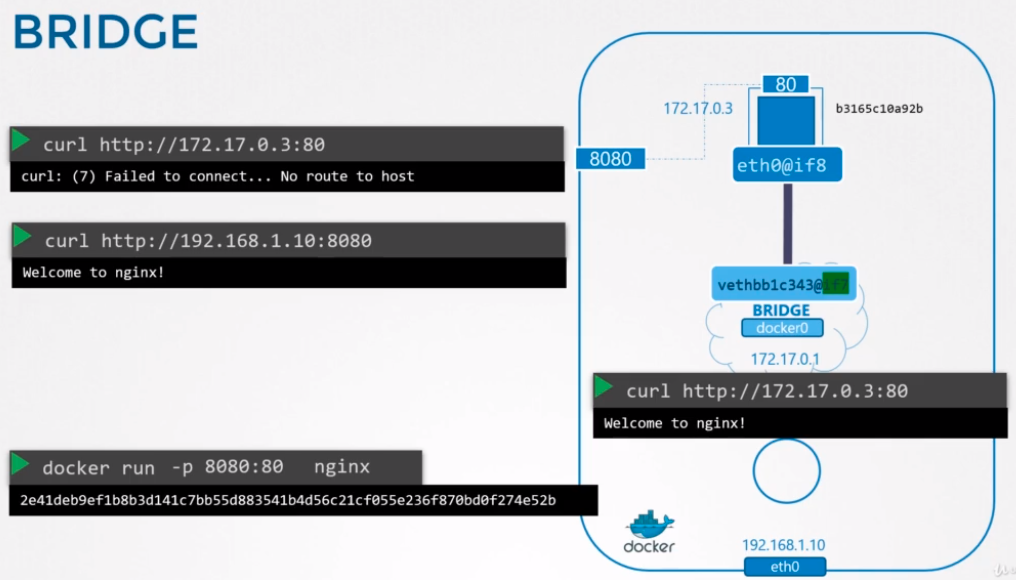 BRIDGE
curl http://172.17.0.3:80
curl: (7) Failed to connect... No route to host
curl http://192.168.1.10:8080
Welcome to nginx!
docker run -p 8080:80 nginx
2e41deb9ef1b8b3d141c7bb55d883541b4d56c21cf055e236f870bd0f274e52b
80
172.17.0.3
b3165c10a92b
8080
eth0@if8
vethbb1c343@if7
BRIDGE
docker0
172.17.0.1
curl http://172.17.0.3:80
Welcome to nginx!
docker
192.168.1.10
eth0